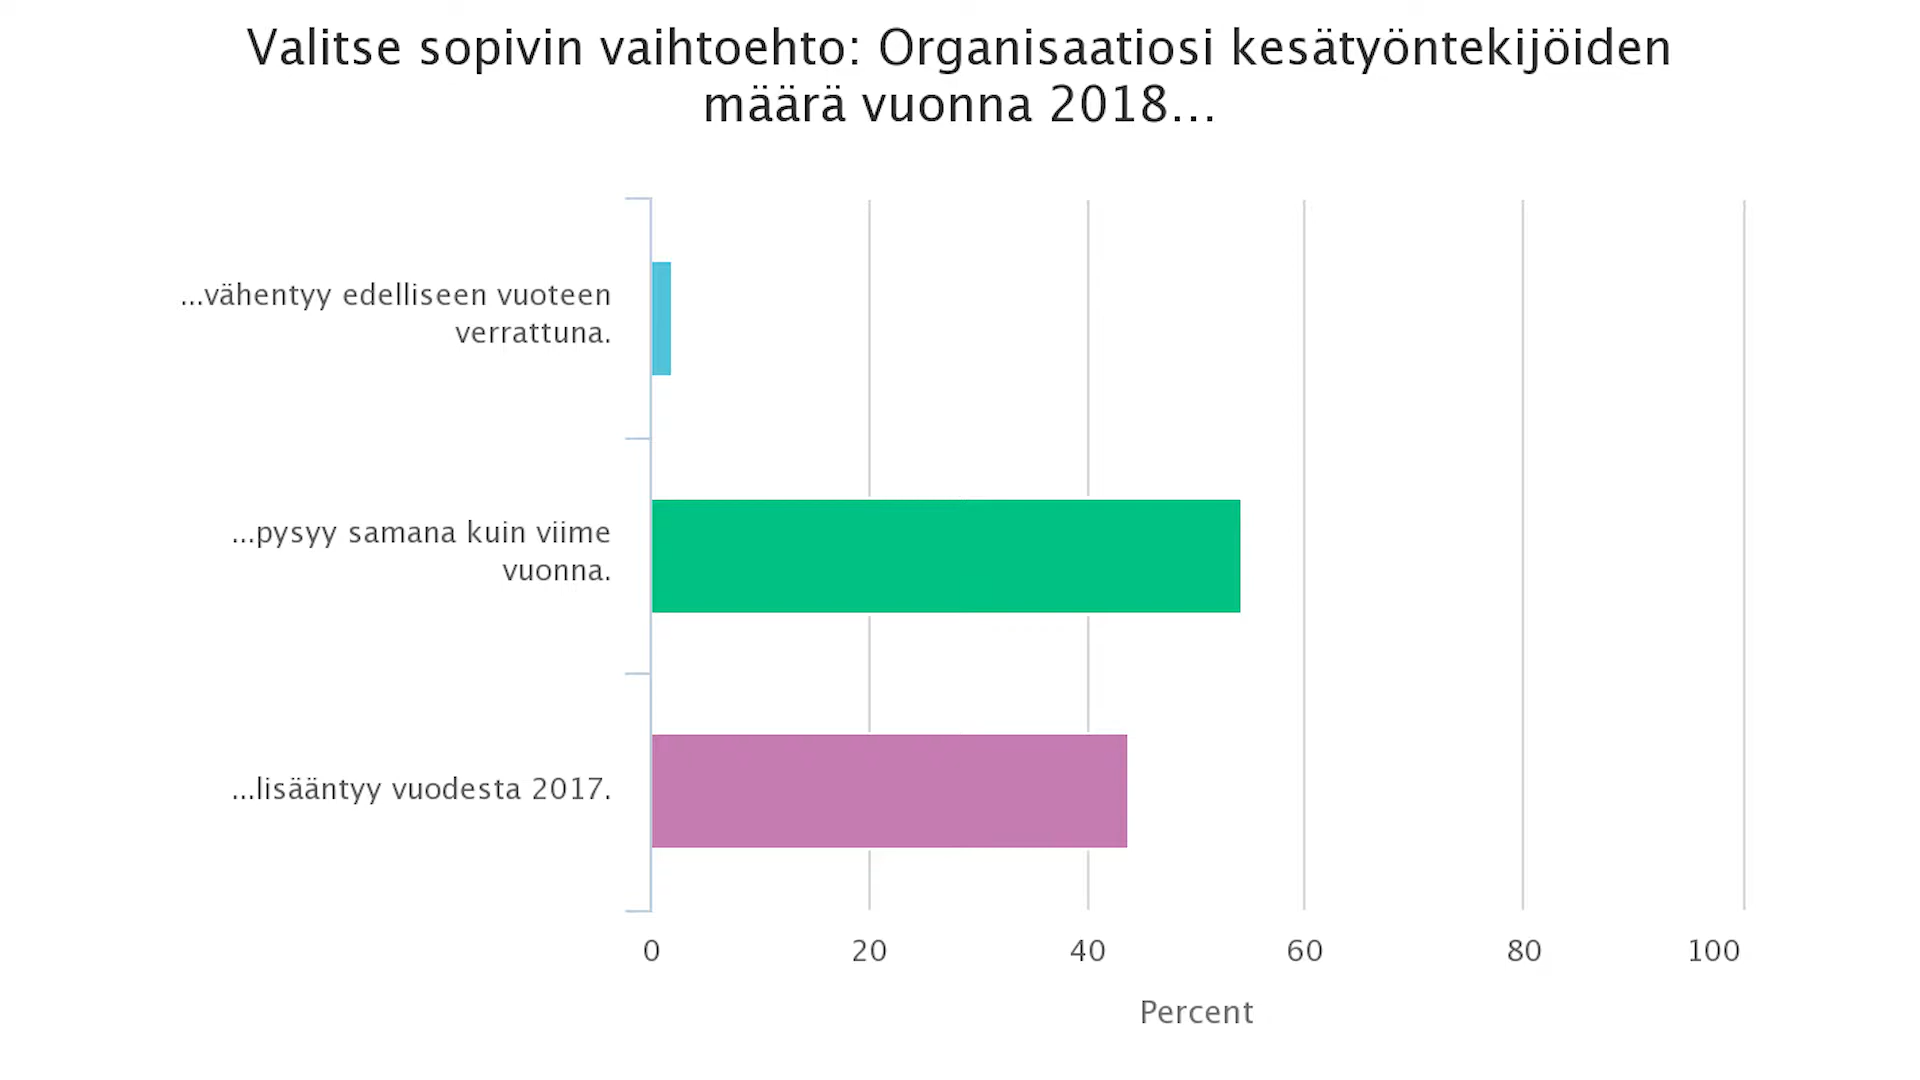 Valitse sopivin vaihtoehto: Organisaatiosi kesätyöntekijöiden
määrä vuonna 2018...
...vähentyy edelliseen vuoteen
verrattuna.
...pysyy samana kuin viime
vuonna.
...lisääntyy vuodesta 2017.
0 20 40 60 80 100
Percent